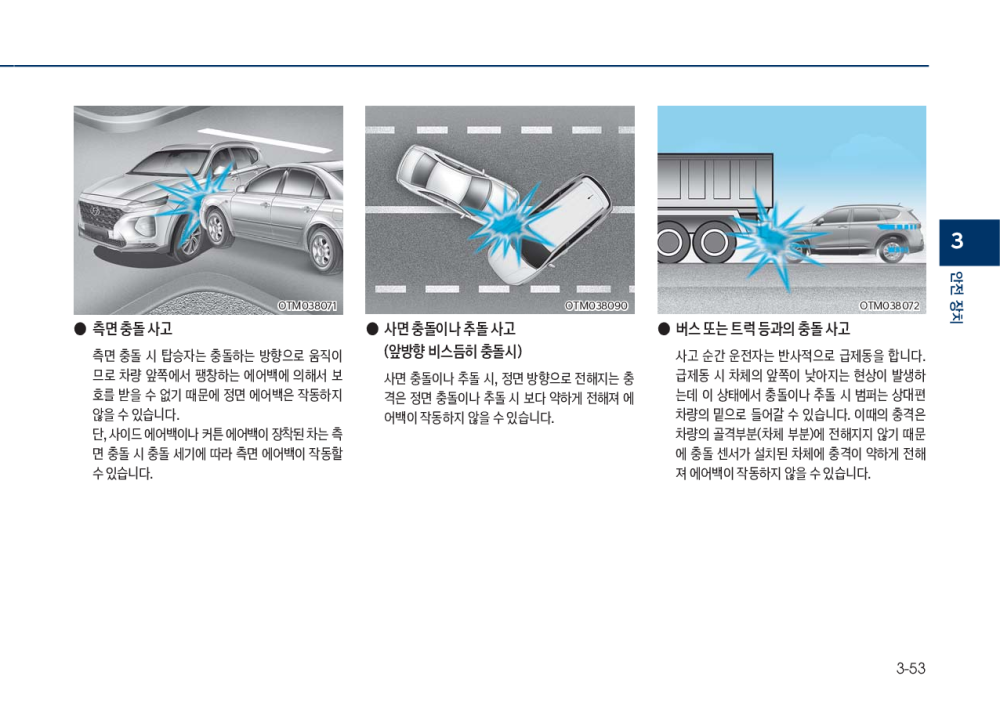 OTM038071
● 측면 충돌 사고
측면 충돌 시 탑승자는 충돌하는 방향으로 움직이
므로 차량 앞쪽에서 팽창하는 에어백에 의해서 보
호를 받을 수 없기 때문에 정면 에어백은 작동하지
않을 수 있습니다.
단, 사이드 에어백이나 커튼 에어백이 장착된 차는 측
면 충돌 시 충돌 세기에 따라 측면 에어백이 작동할
수 있습니다.
OTM038090
● 사면 충돌이나 추돌 사고
(앞방향 비스듬히 충돌시)
사면 충돌이나 추돌 시, 정면 방향으로 전해지는 충
격은 정면 충돌이나 추돌 시 보다 약하게 전해져 에
어백이 작동하지 않을 수 있습니다.
OTM038072
● 버스 또는 트럭 등과의 충돌 사고
사고 순간 운전자는 반사적으로 급제동을 합니다.
급제동 시 차체의 앞쪽이 낮아지는 현상이 발생하
는데 이 상태에서 충돌이나 추돌 시 범퍼는 상대편
차량의 밑으로 들어갈 수 있습니다. 이때의 충격은
차량의 골격부분(차체 부분)에 전해지지 않기 때문
에 충돌 센서가 설치된 차체에 충격이 약하게 전해
져 에어백이 작동하지 않을 수 있습니다.
3
안전 장치
3-53